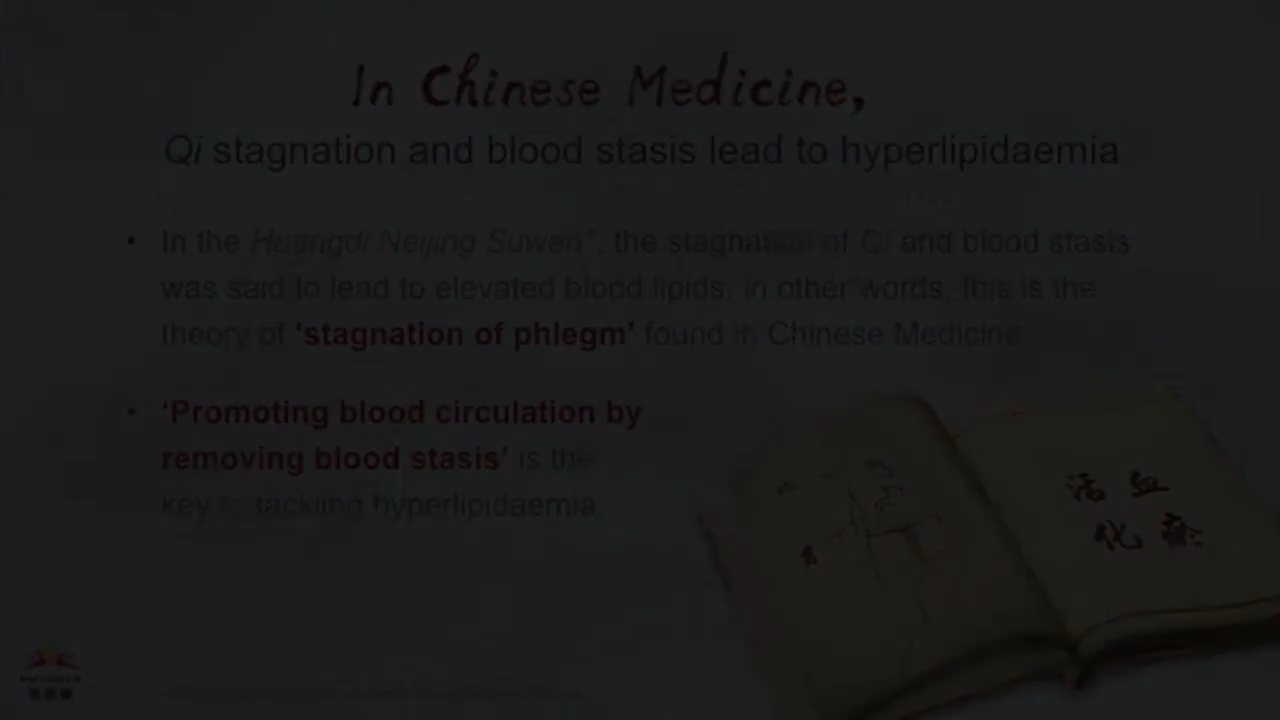 In Chinese Medicine,
Qi stagnation and blood stasis lead to hyperlipidaemia
• In the Huangdi Neijing Suwen*, the stagnation of Qi and blood stasis
was said to lead to elevated blood lipids, in other words, this is the
theory of ‘stagnation of phlegm’ found in Chinese Medicine
• ‘Promoting blood circulation by
removing blood stasis’ is the
key to tackling hyperlipidaemia.
活 血
化 瘀